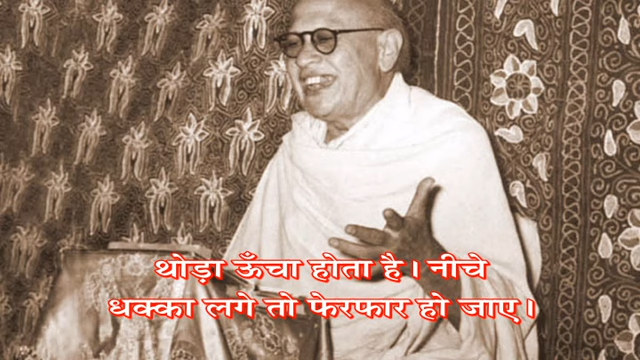 थोड़ा ऊँचा होता है। नीचे
धक्का लगे तो फेरफार हो जाए।